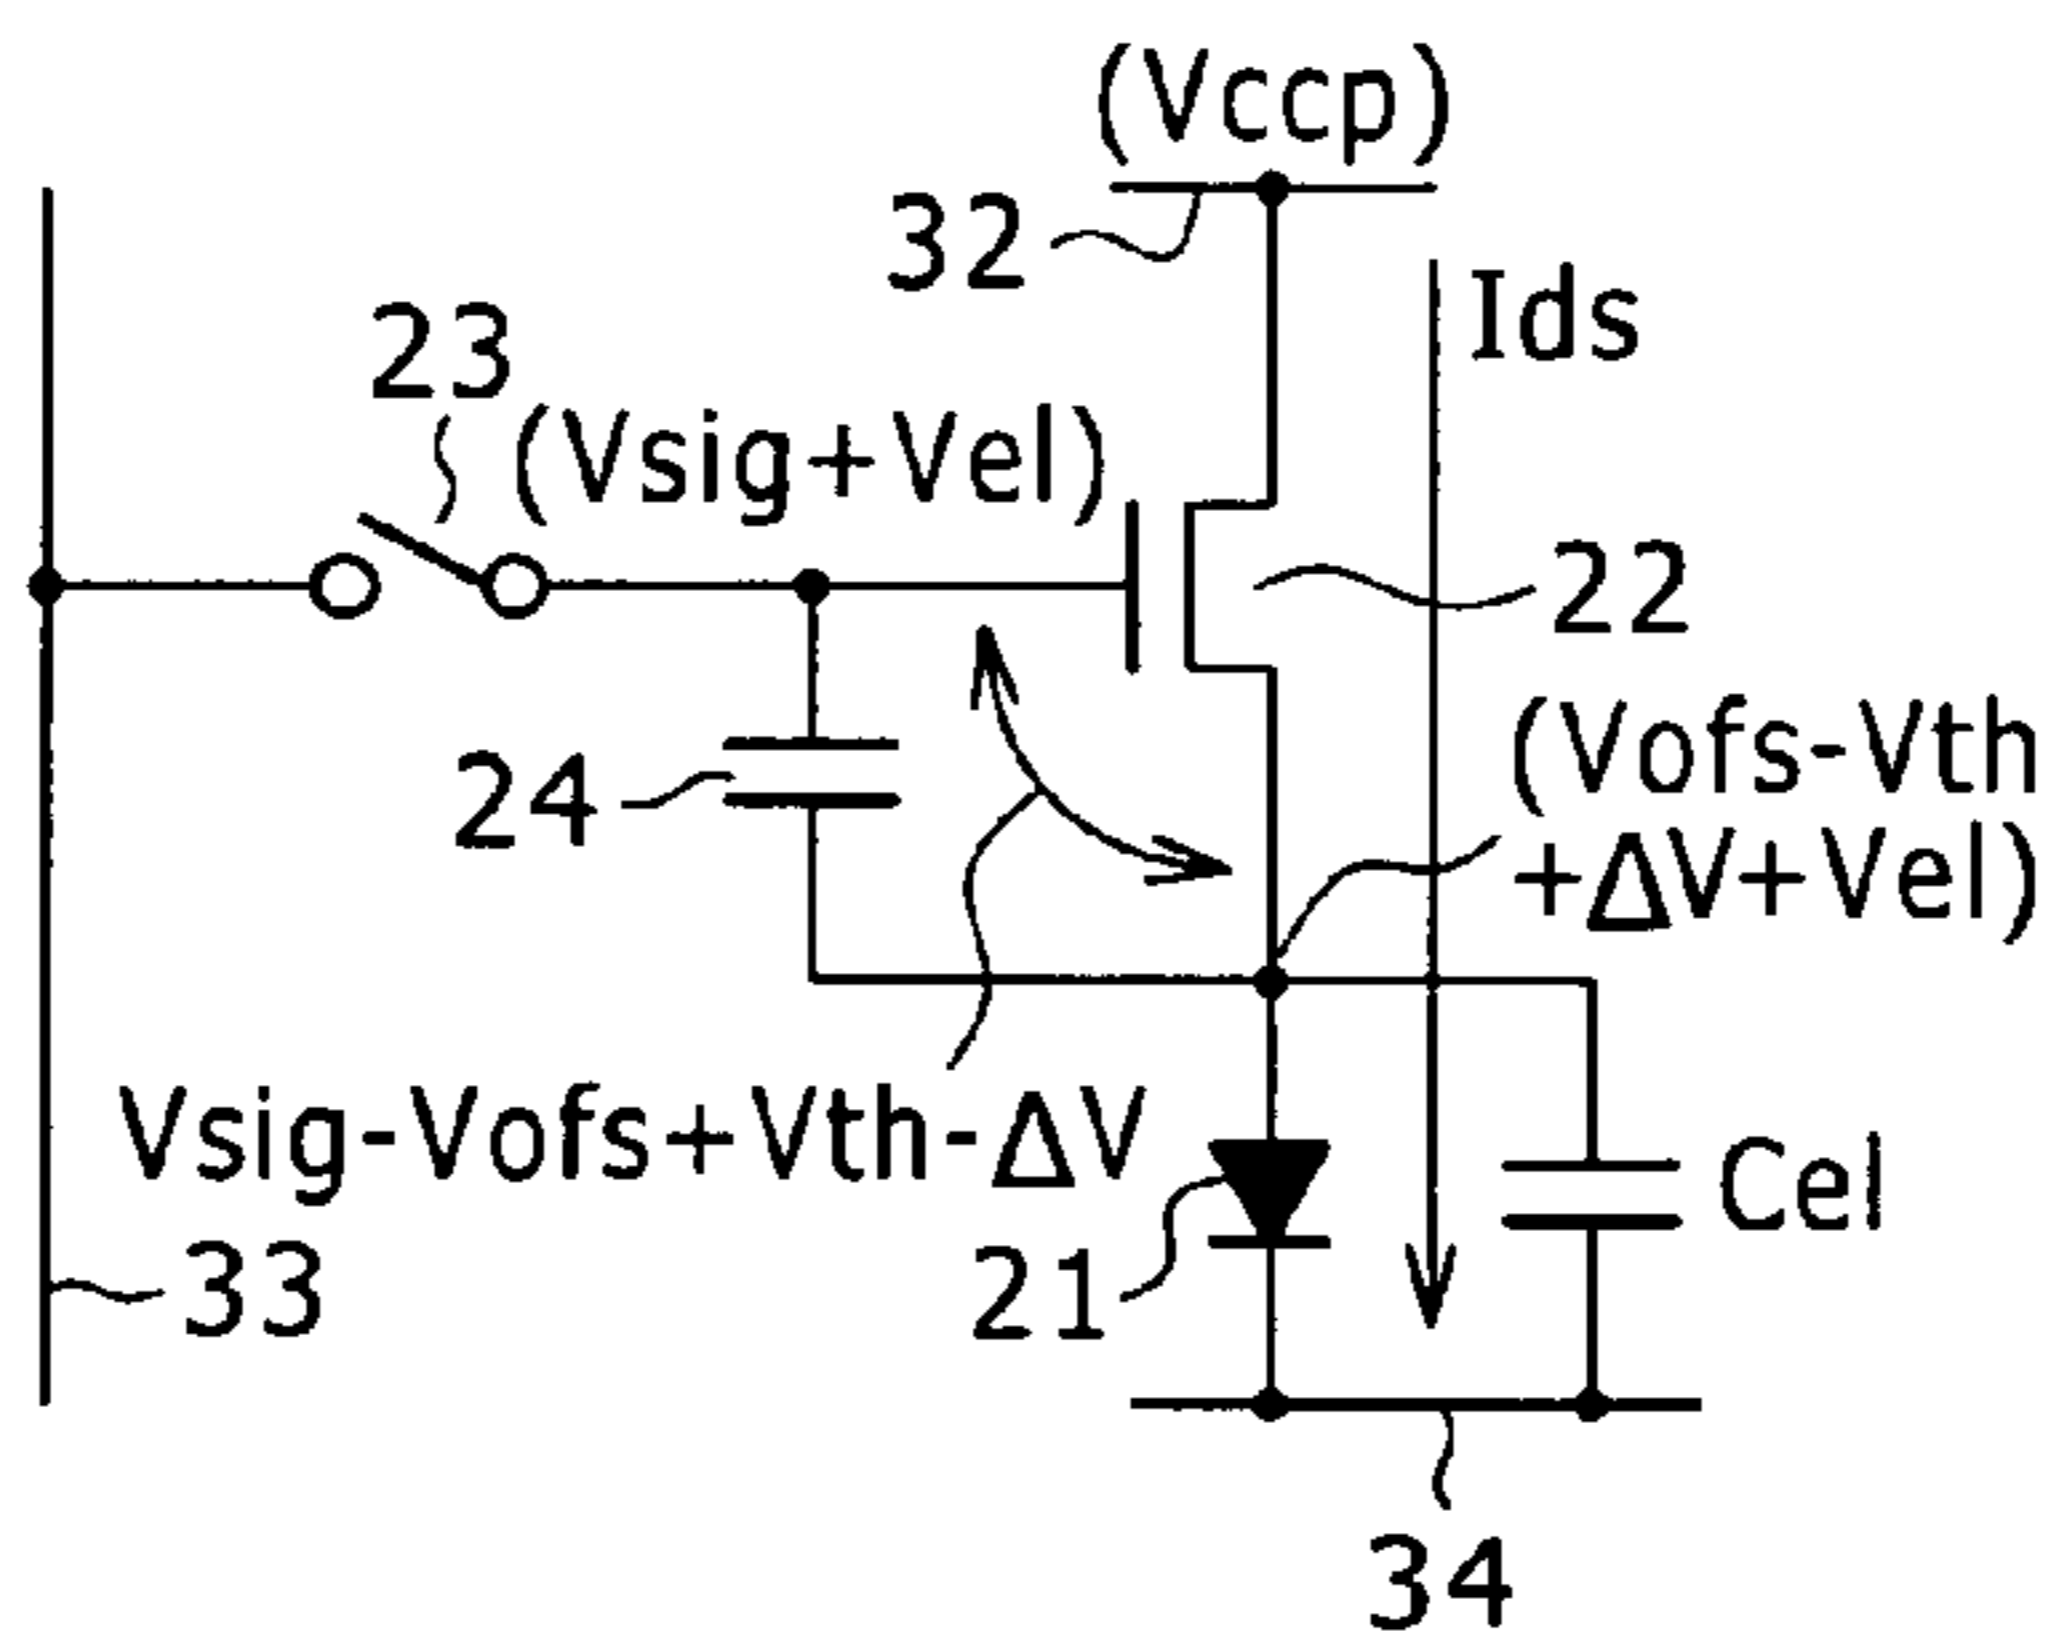 (Vccp)
32
Ids
23
(Vsig+Vel)
22
(Vofs-Vth
+ΔV+Vel)
24
Vsig-Vofs+Vth-ΔV
Cel
21
33
34